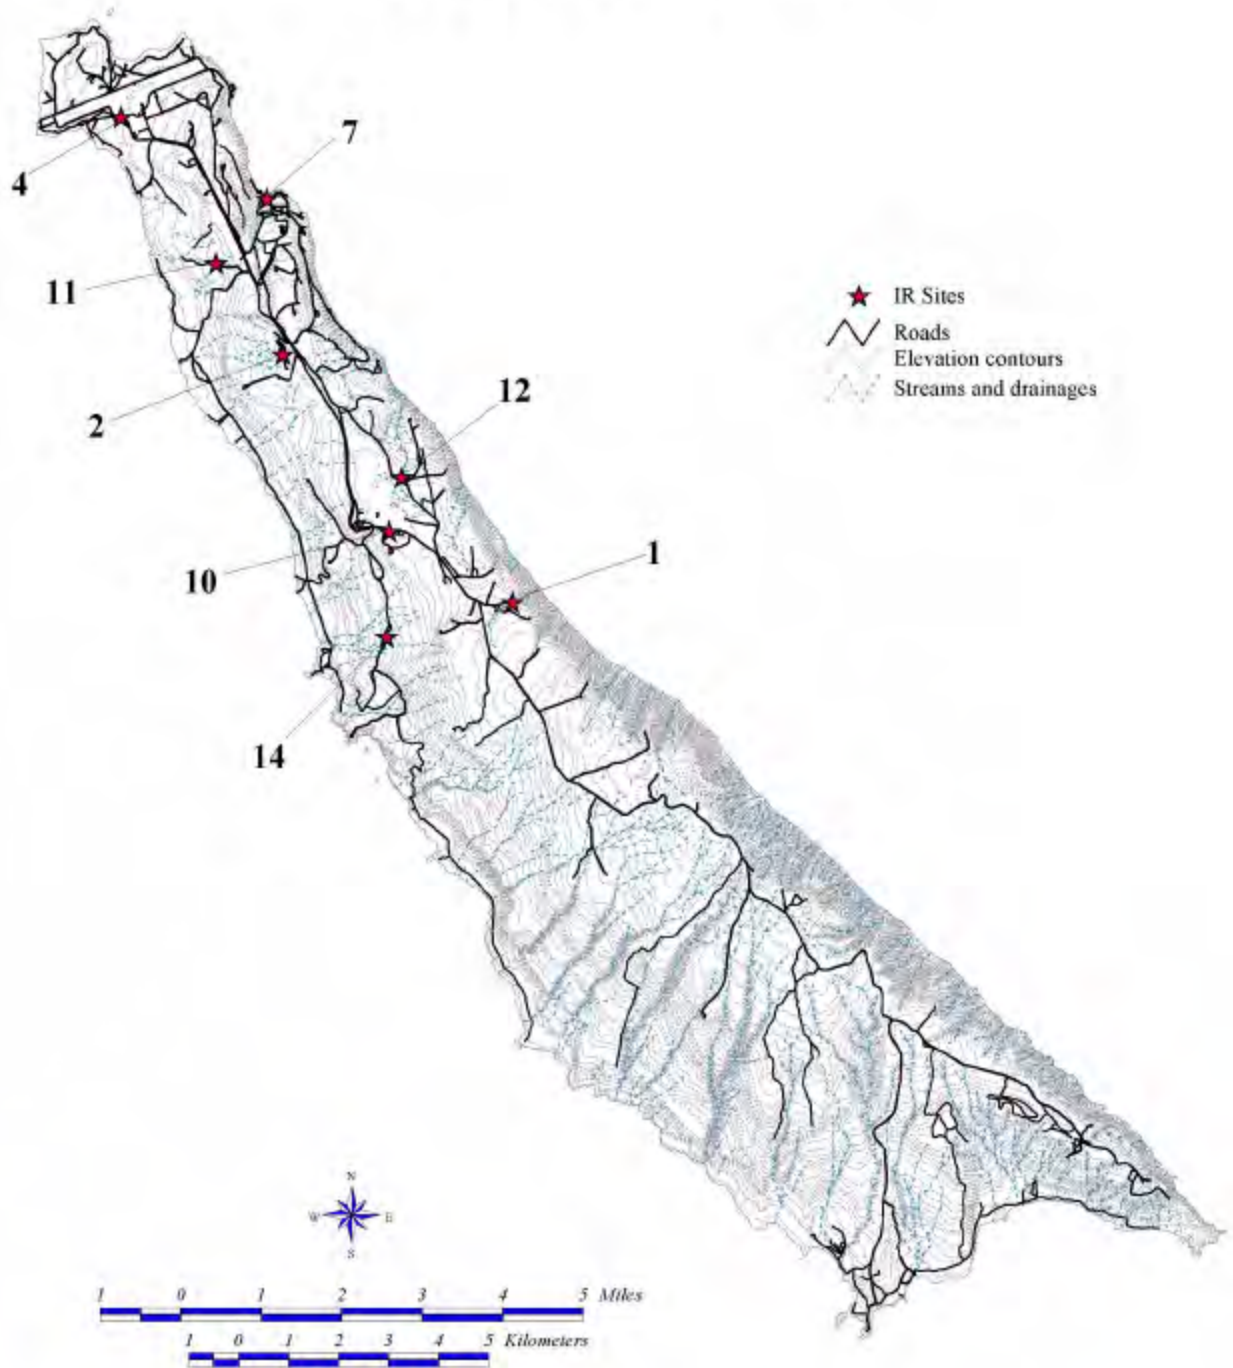 7
4
11
IR Sites
Roads
Elevation contours
Streams and drainages
12
2
1
10
14
N
W E
S
1 0 1 2 3 4 5 Miles
1 0 1 2 3 4 5 Kilometers